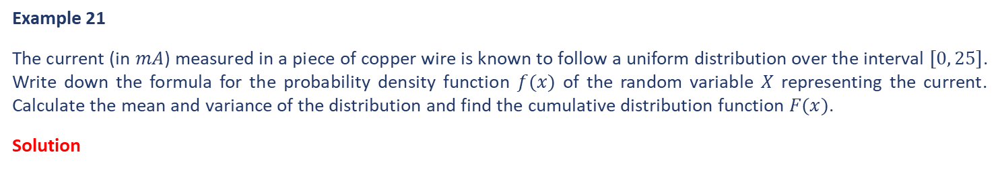 Example 21
The current (in mA) measured in a piece of copper wire is known to follow a uniform distribution over the interval [0, 25].
Write down the formula for the probability density function f(x) of the random variable X representing the current.
Calculate the mean and variance of the distribution and find the cumulative distribution function F(x).
Solution